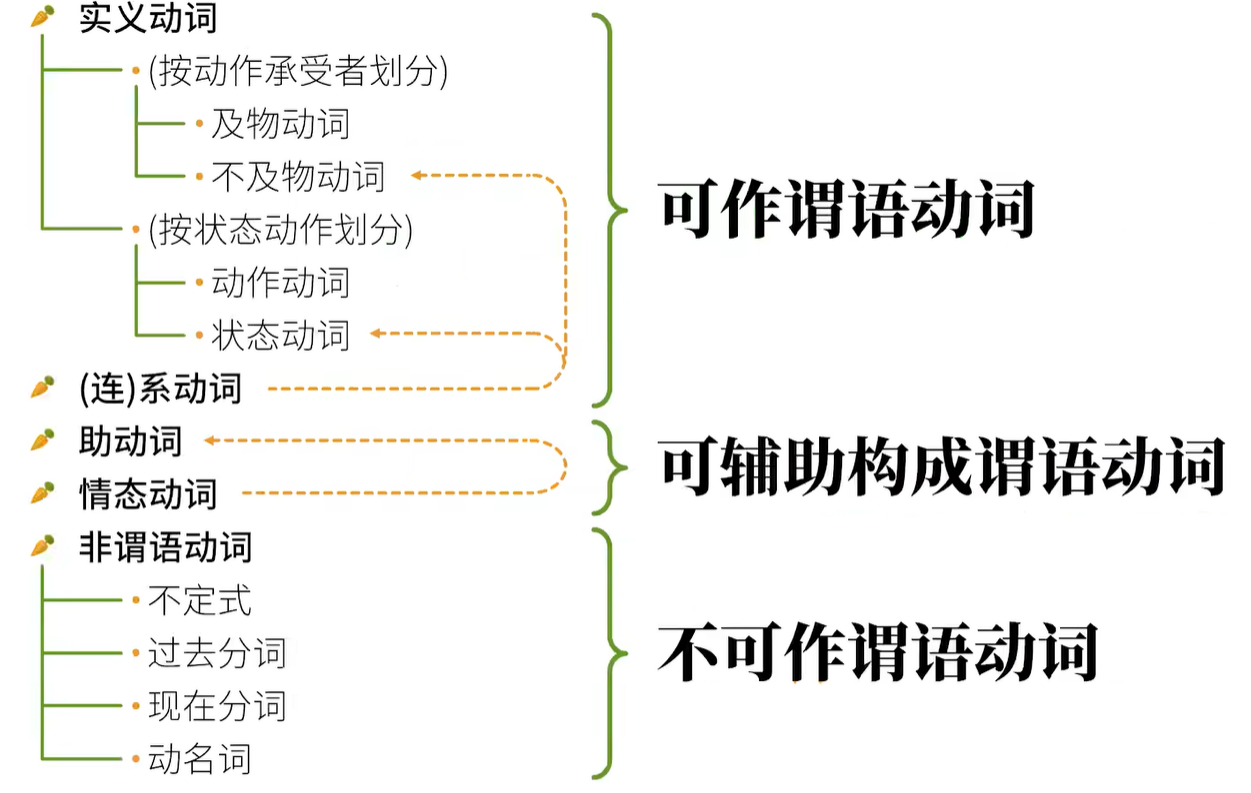 实义动词
(按动作承受者划分)
及物动词
不及物动词
(按状态动作划分)
动作动词
状态动词
(连)系动词
可作谓语动词
助动词
情态动词
可辅助构成谓语动词
非谓语动词
不定式
过去分词
现在分词
动名词
不可作谓语动词